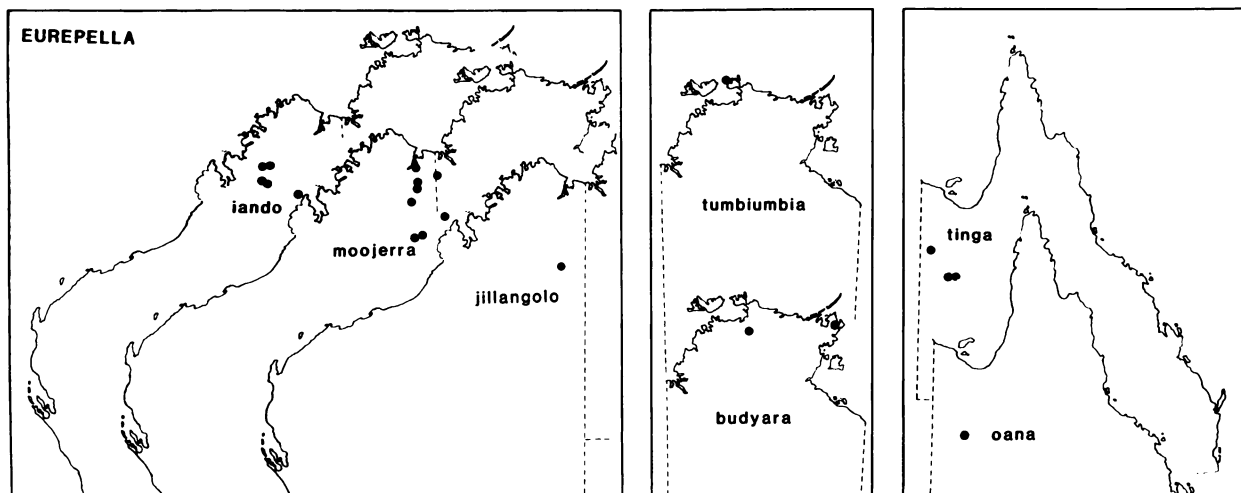 EUREPELLA
iando
moojerra
jillangolo
tumbiumbia
budyara
tinga
oana